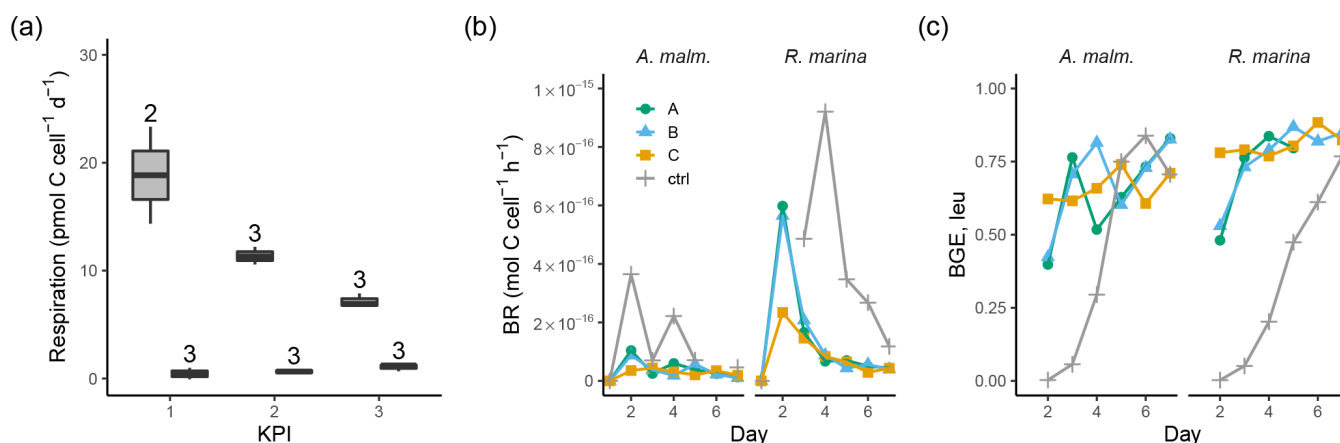 (a)
Respiration (pmol C cell⁻¹ d⁻¹)
30
20
10
0
2
3
3
3
3
3
1
2
3
KPI
(b)
A. malm.
R. marina
BR (mol C cell⁻¹ h⁻¹)
1 × 10⁻¹⁵
8 × 10⁻¹⁶
6 × 10⁻¹⁶
4 × 10⁻¹⁶
2 × 10⁻¹⁶
0
A
B
C
ctrl
2 4 6 2 4 6
Day
(c)
A. malm.
R. marina
BGE, leu
1.00
0.75
0.50
0.25
0.00
2 4 6 2 4 6
Day